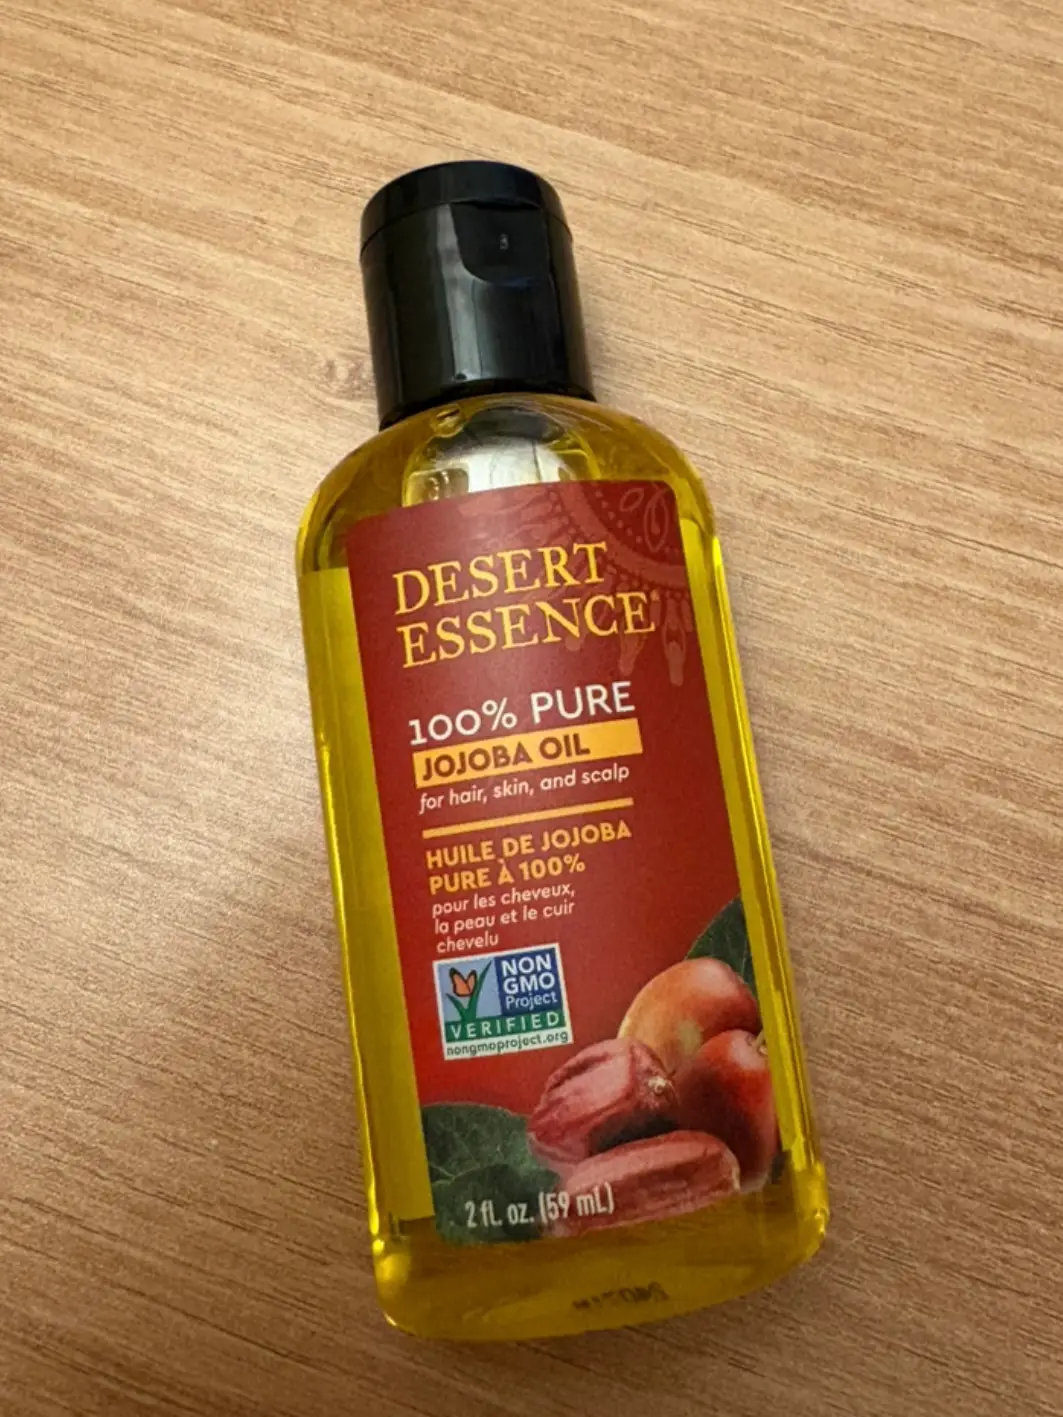 DESERT
ESSENCE
100% PURE
JOJOBA OIL
for hair, skin, and scalp
HUILE DE JOJOBA
PURE À 100%
pour les cheveux,
la peau et le cuir
chevelu
NON
GMO
Project
VERIFIED
nongmoproject.org
2 fl. oz. (59 mL)